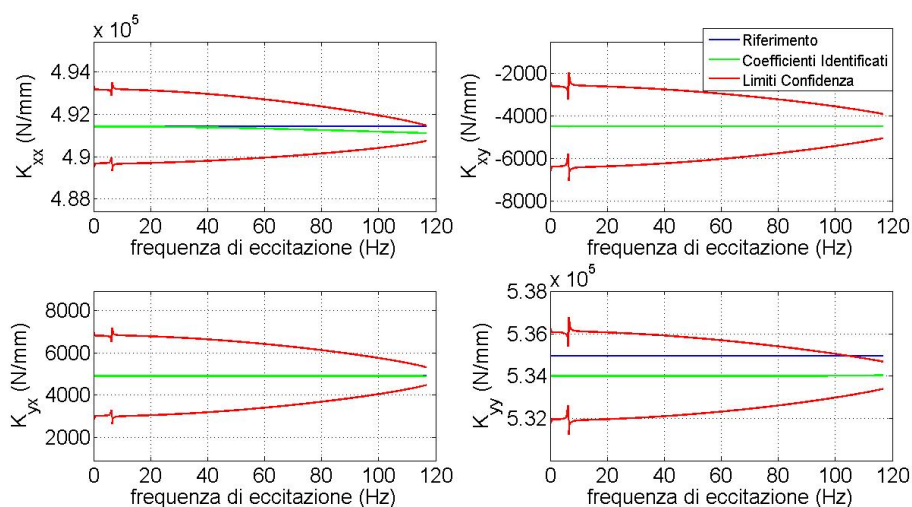 x 10⁵
4.94
4.92
4.9
4.88
K_xx (N/mm)
0 20 40 60 80 100 120
frequenza di eccitazione (Hz)
Riferimento
Coefficienti Identificati
Limiti Confidenza
-2000
-4000
-6000
-8000
K_xy (N/mm)
0 20 40 60 80 100 120
frequenza di eccitazione (Hz)
8000
6000
4000
2000
K_yx (N/mm)
0 20 40 60 80 100 120
frequenza di eccitazione (Hz)
x 10⁵
5.38
5.36
5.34
5.32
K_yy (N/mm)
0 20 40 60 80 100 120
frequenza di eccitazione (Hz)